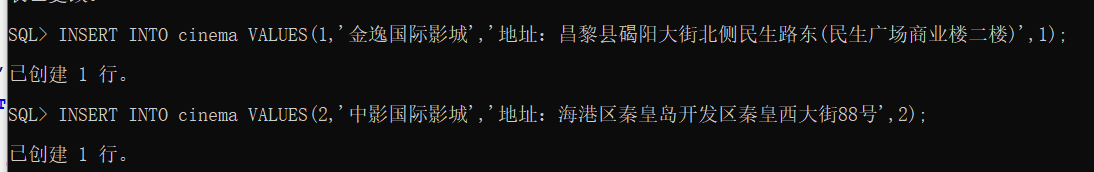 SQL> INSERT INTO cinema VALUES(1,'金逸国际影城','地址：昌黎县碣阳大街北侧民生路东(民生广场商业楼二楼)',1);
已创建 1 行。
SQL> INSERT INTO cinema VALUES(2,'中影国际影城','地址：海港区秦皇岛开发区秦皇西大街88号',2);
已创建 1 行。